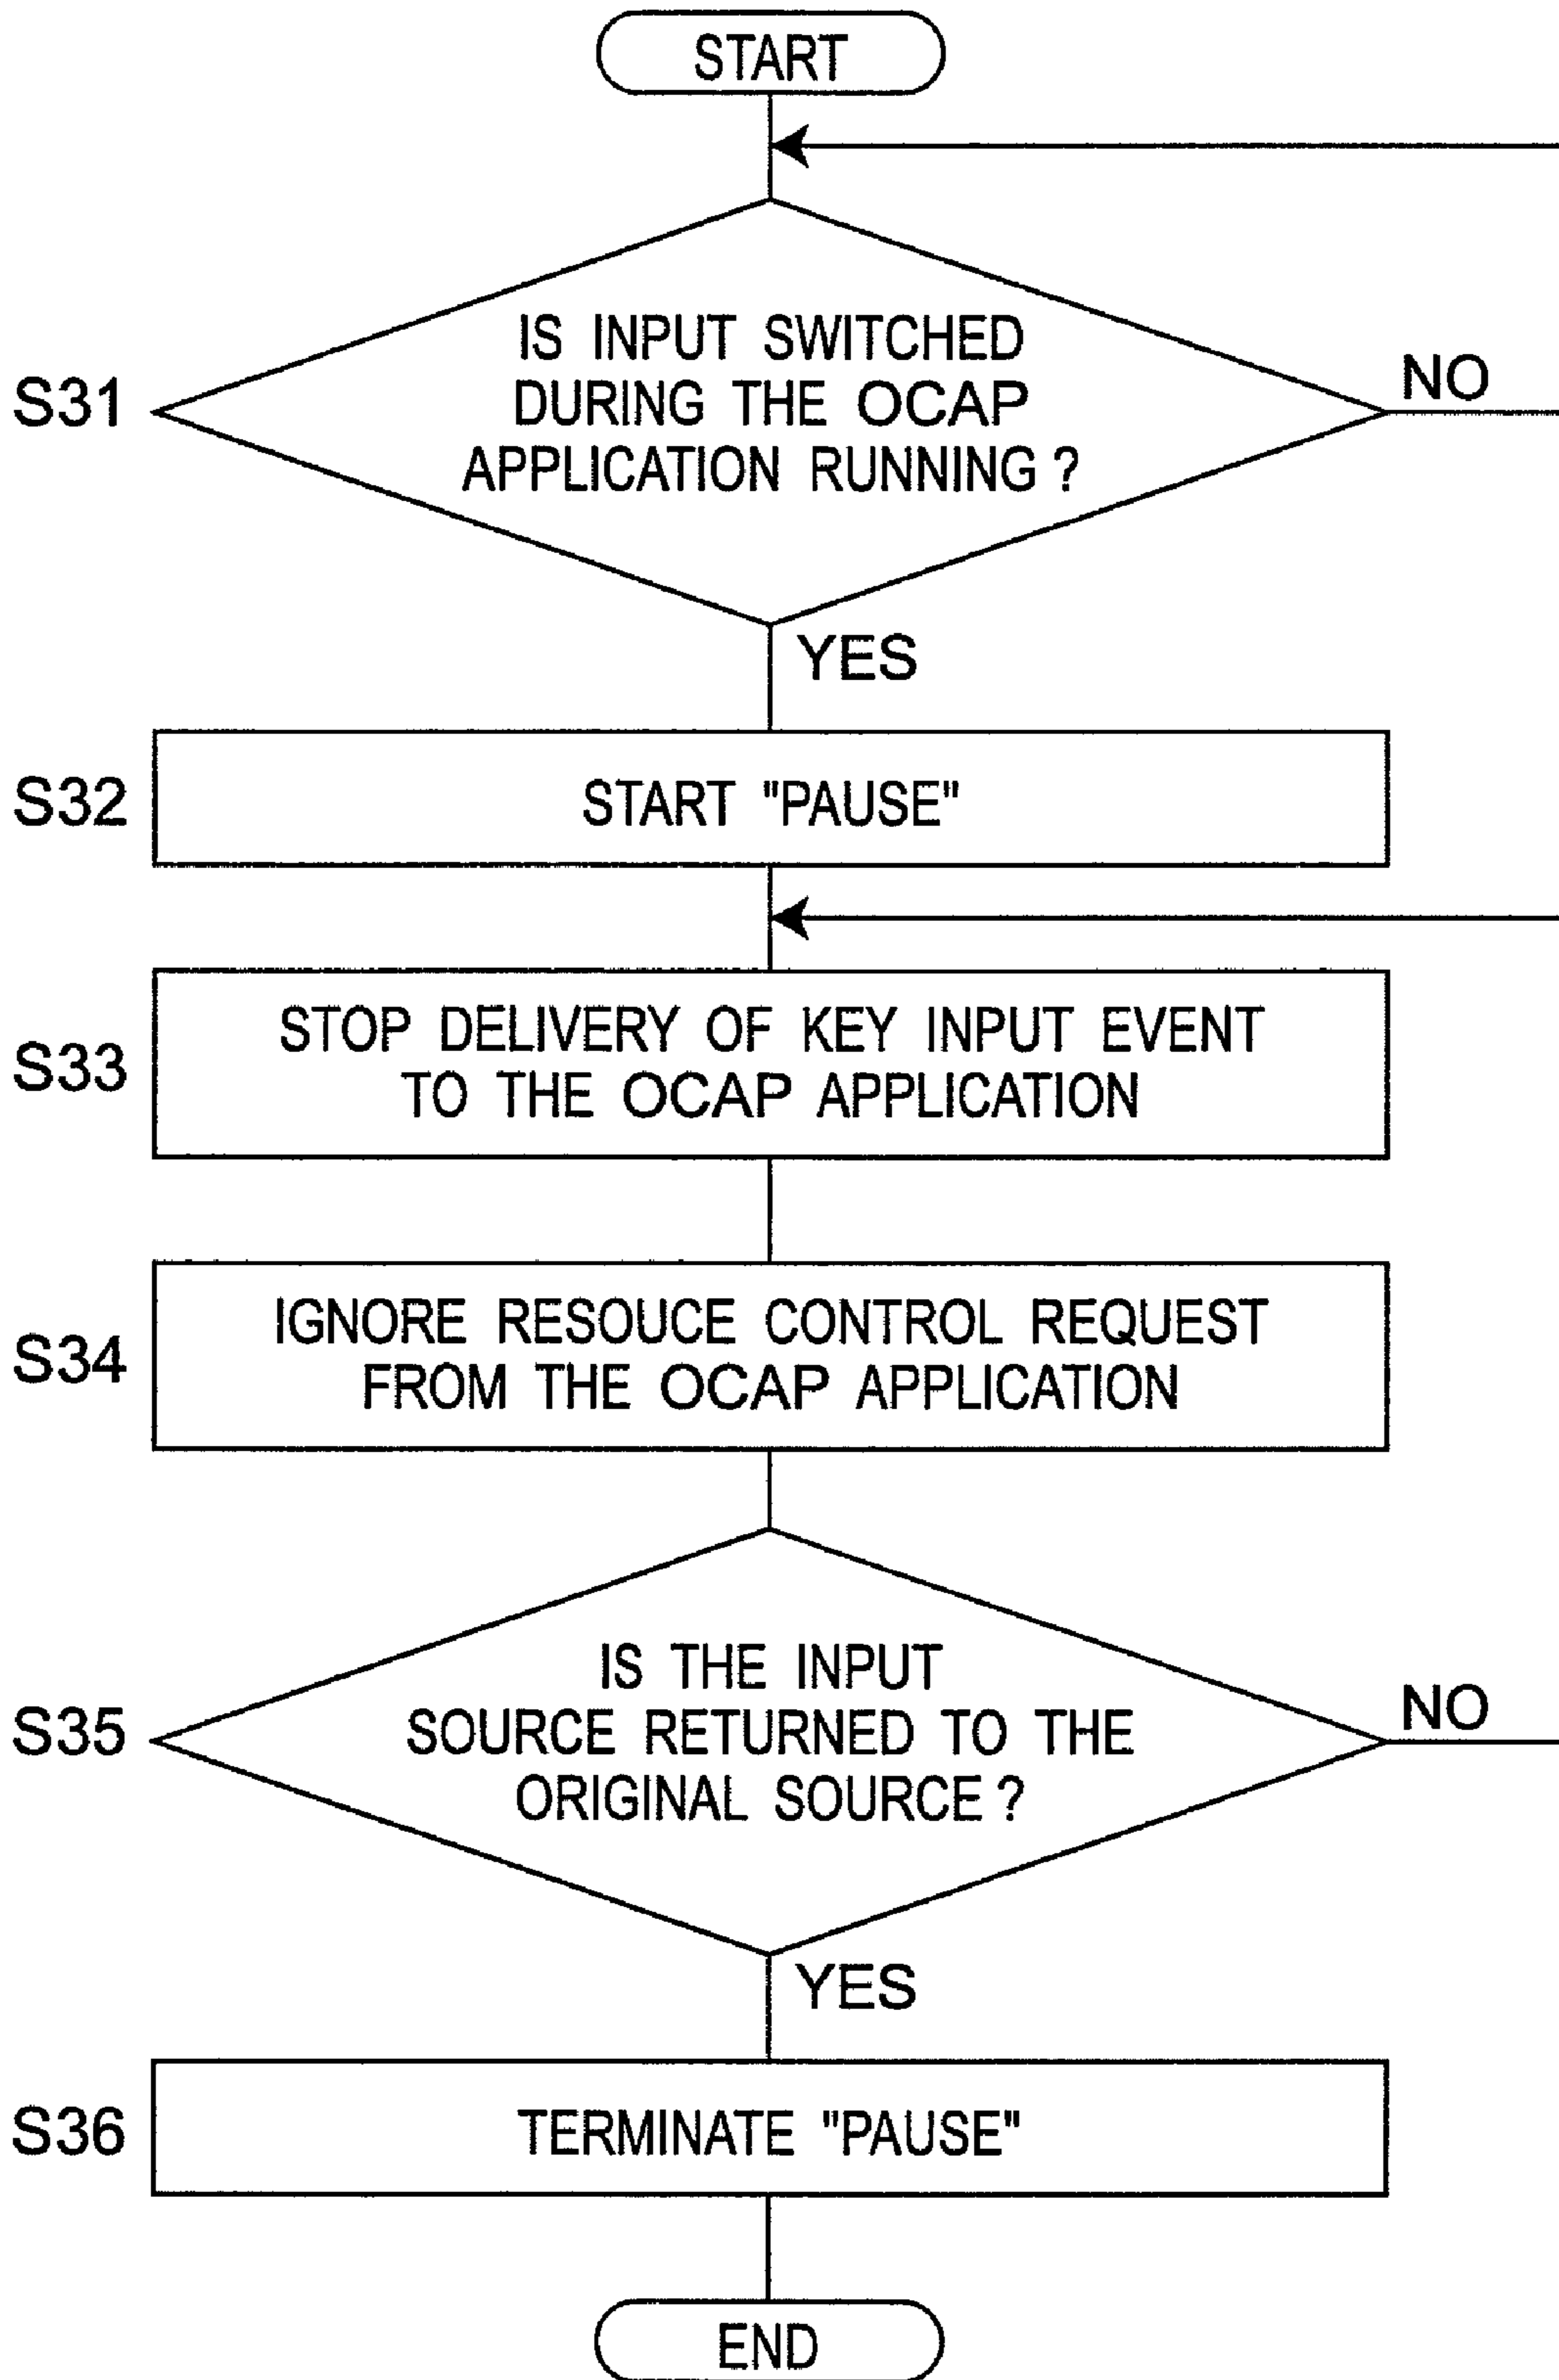 START
IS INPUT SWITCHED
DURING THE OCAP
APPLICATION RUNNING ?
S31
NO
YES
S32
START "PAUSE"
S33
STOP DELIVERY OF KEY INPUT EVENT
TO THE OCAP APPLICATION
S34
IGNORE RESOUCE CONTROL REQUEST
FROM THE OCAP APPLICATION
S35
IS THE INPUT
SOURCE RETURNED TO THE
ORIGINAL SOURCE ?
NO
YES
S36
TERMINATE "PAUSE"
END